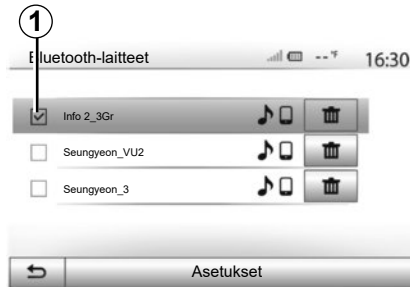 1
Bluetooth-laitteet -- °F 16:30
Info 2_3Gr
Seungyeon_VU2
Seungyeon_3
Asetukset